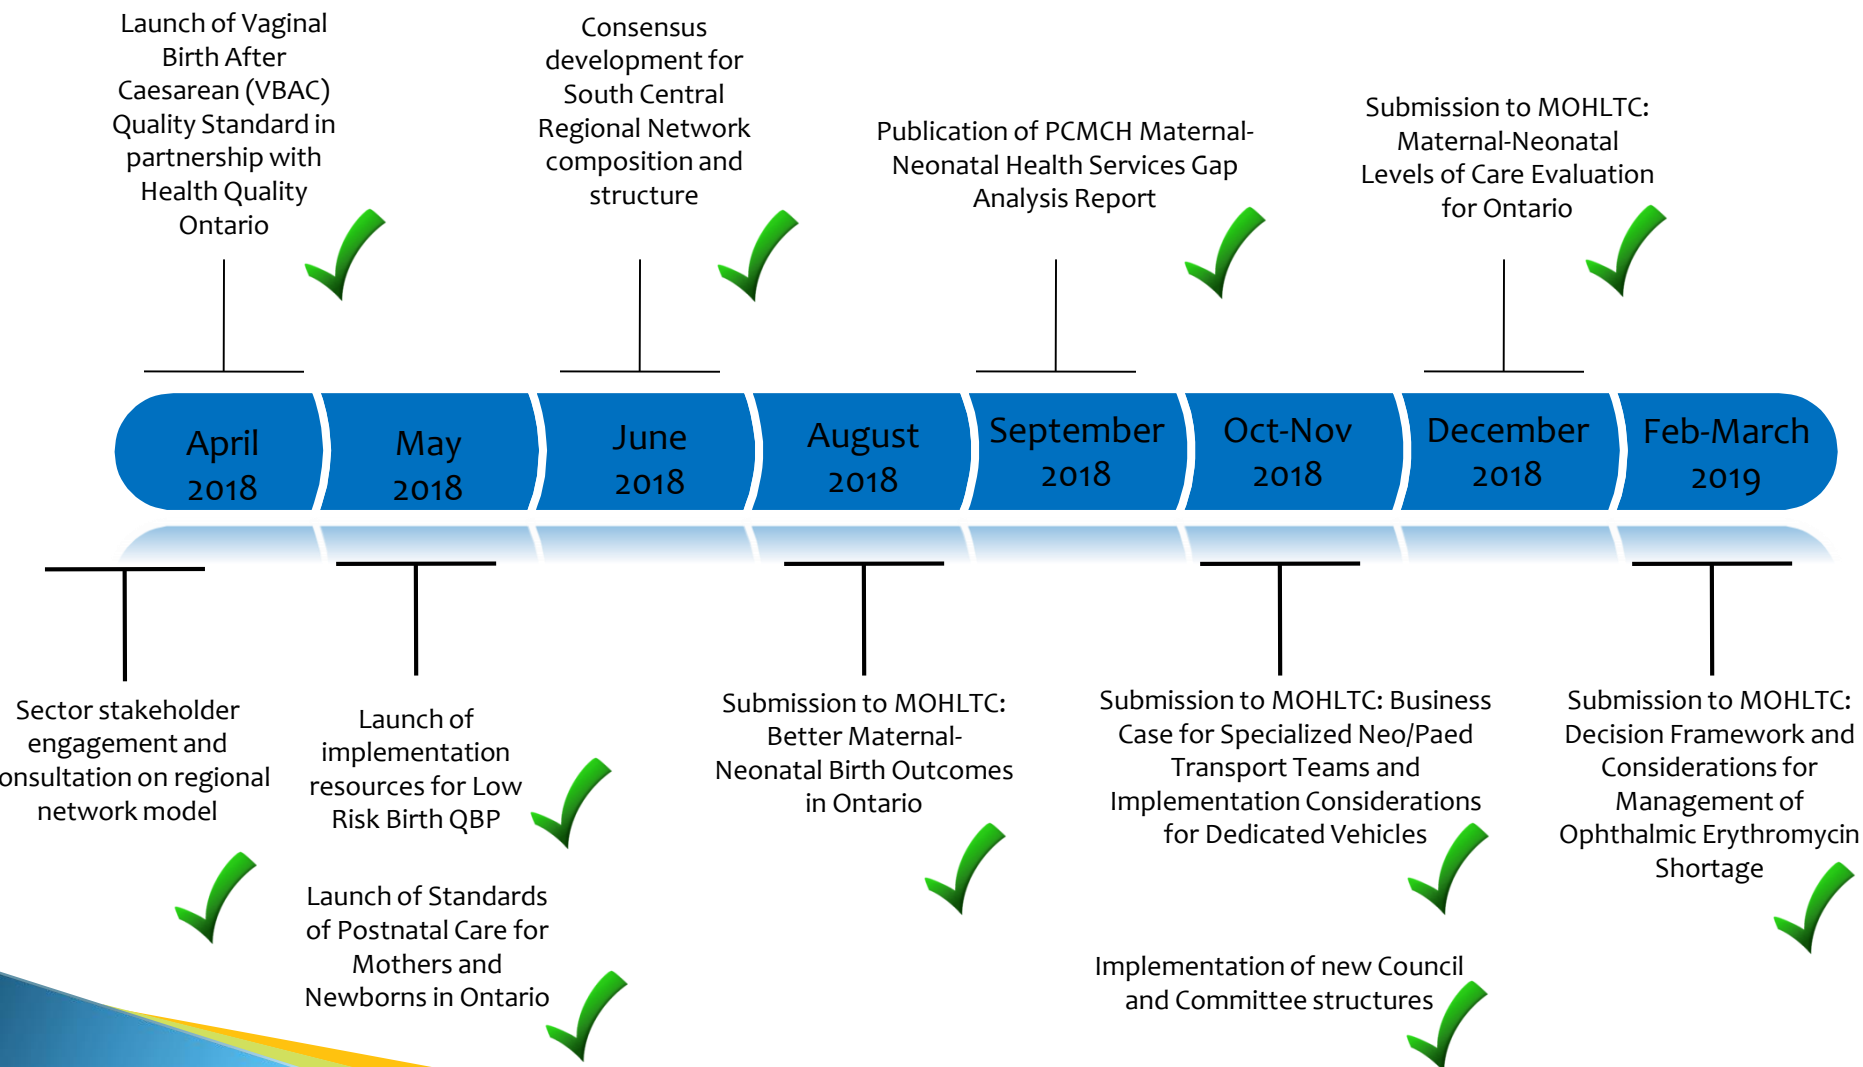 Launch of Vaginal
Birth After
Caesarean (VBAC)
Quality Standard in
partnership with
Health Quality
Ontario
Consensus
development for
South Central
Regional Network
composition and
structure
Publication of PCMCH Maternal-
Neonatal Health Services Gap
Analysis Report
Submission to MOHLTC:
Maternal-Neonatal
Levels of Care Evaluation
for Ontario
April
2018
May
2018
June
2018
August
2018
September
2018
Oct-Nov
2018
December
2018
Feb-March
2019
Sector stakeholder
engagement and
onsultation on regional
network model
Launch of
implementation
resources for Low
Risk Birth QBP
Launch of Standards
of Postnatal Care for
Mothers and
Newborns in Ontario
Submission to MOHLTC:
Better Maternal-
Neonatal Birth Outcomes
in Ontario
Submission to MOHLTC: Business
Case for Specialized Neo/Paed
Transport Teams and
Implementation Considerations
for Dedicated Vehicles
Implementation of new Council
and Committee structures
Submission to MOHLTC:
Decision Framework and
Considerations for
Management of
Ophthalmic Erythromycin
Shortage